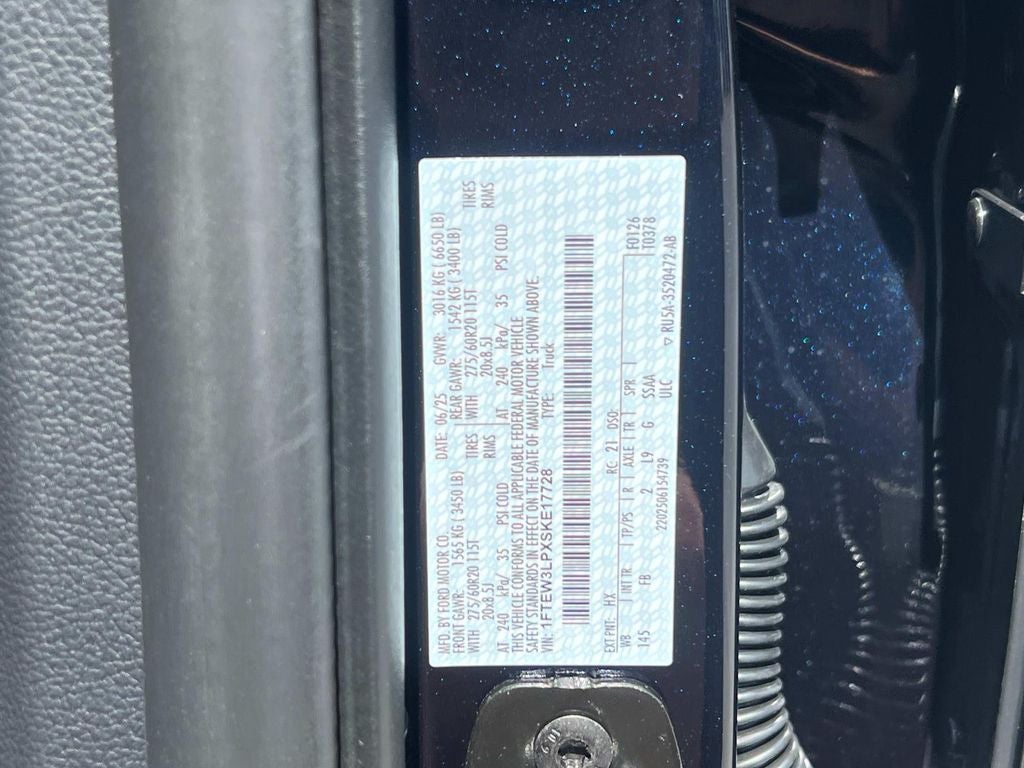 MFD. BY FORD MOTOR CO. DATE: 06/25 GVWR: 3016 KG ( 6650 LB)
FRONT GAWR: 1565 KG ( 3450 LB) REAR GAWR: 1542 KG ( 3400 LB)
WITH 275/60R20 115T TIRES WITH 275/60R20 115T TIRES
20x8.5J RIMS 20x8.5J RIMS
AT 240 kPa/ 35 PSI COLD AT 240 kPa/ 35 PSI COLD
THIS VEHICLE CONFORMS TO ALL APPLICABLE FEDERAL MOTOR VEHICLE
SAFETY STANDARDS IN EFFECT ON THE DATE OF MANUFACTURE SHOWN ABOVE.
VIN: 1FTEW3LPXSKE17728 TYPE: Truck
EXT PNT: HX RC: 21 DSO: F0126
WB INT TR TP/PS R AXLE TR SPR T0378
145 FB 2 L9 G SSAA
2202506154739 ULC ▽ RU5A-3520472-AB